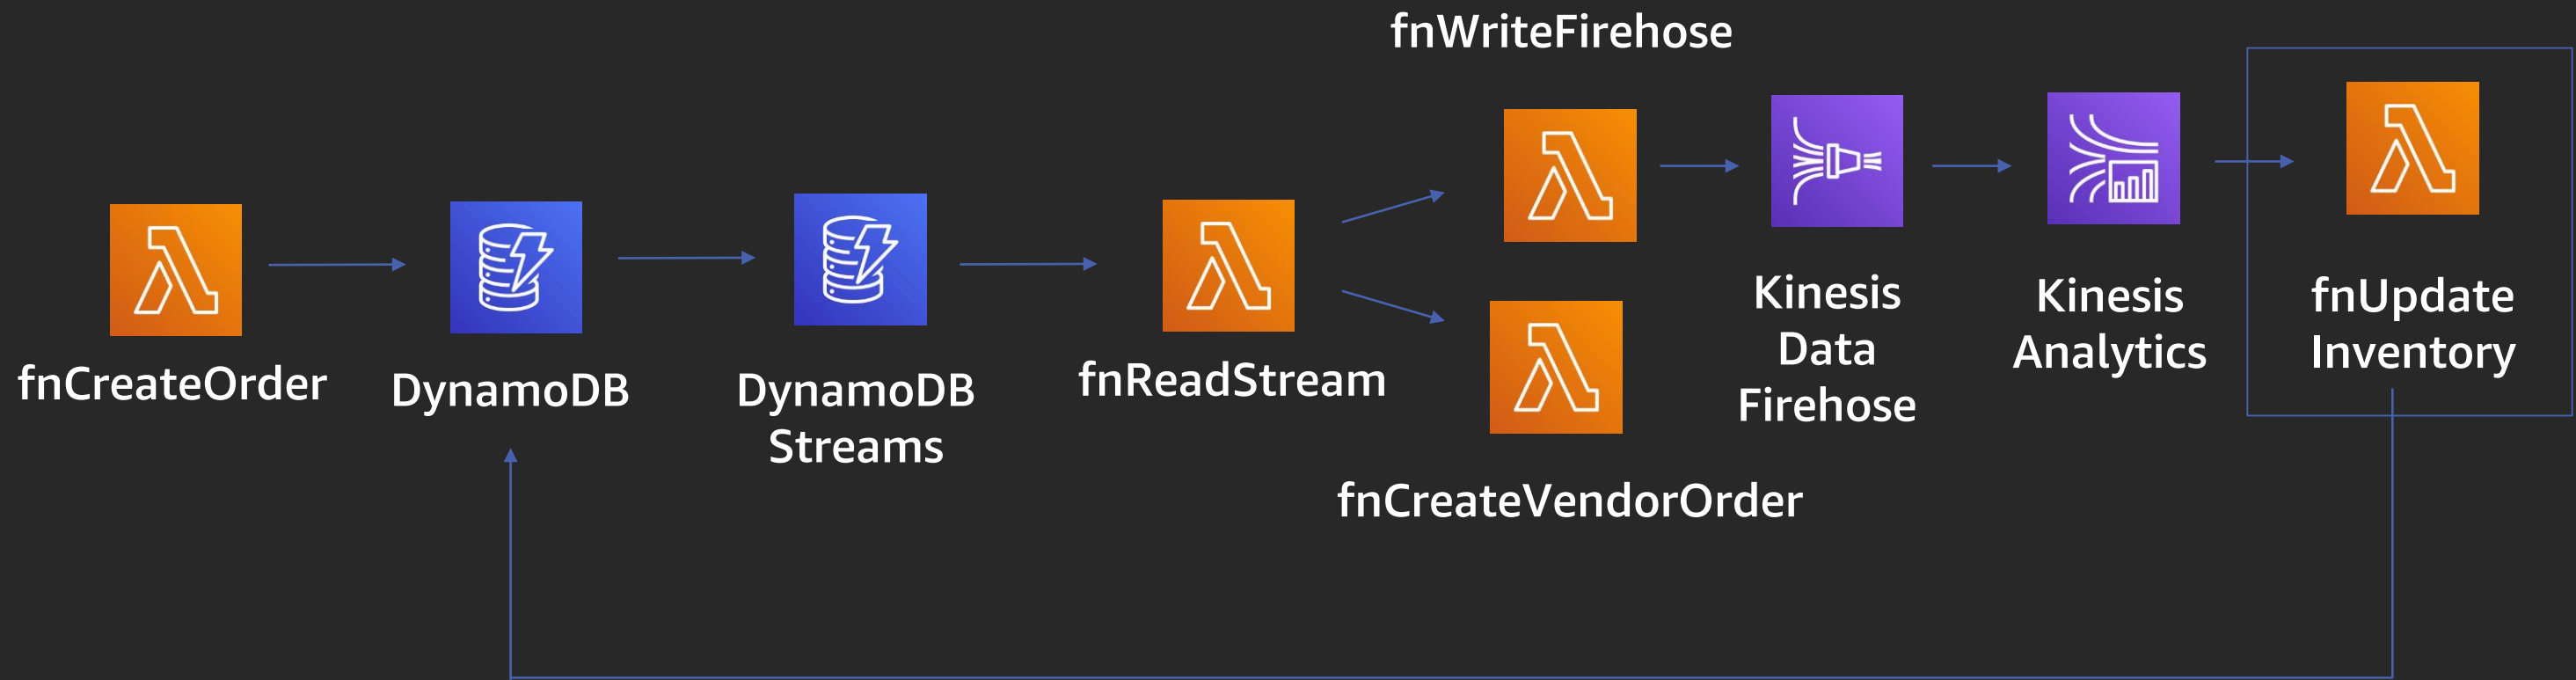 fnWriteFirehose
fnCreateOrder
DynamoDB
DynamoDB
Streams
fnReadStream
fnCreateVendorOrder
Kinesis
Data
Firehose
Kinesis
Analytics
fnUpdate
Inventory